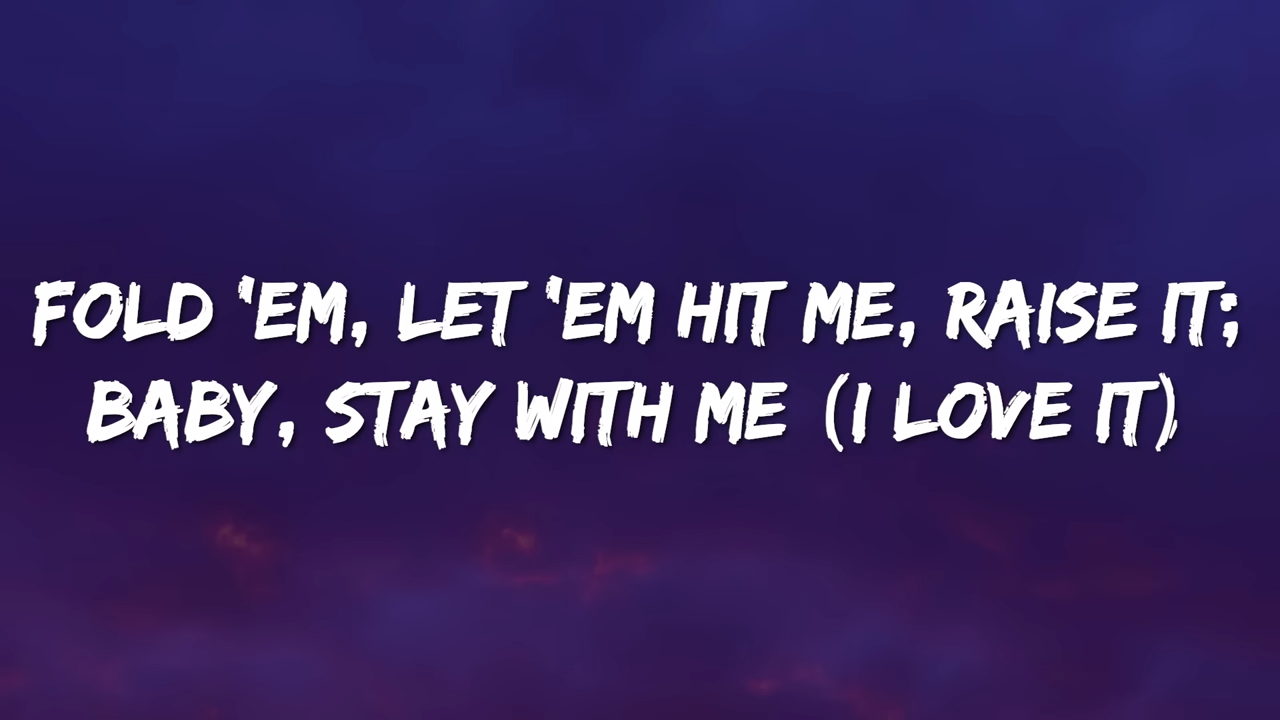 FOLD 'EM, LET 'EM HIT ME, RAISE IT;
BABY, STAY WITH ME (I LOVE IT)